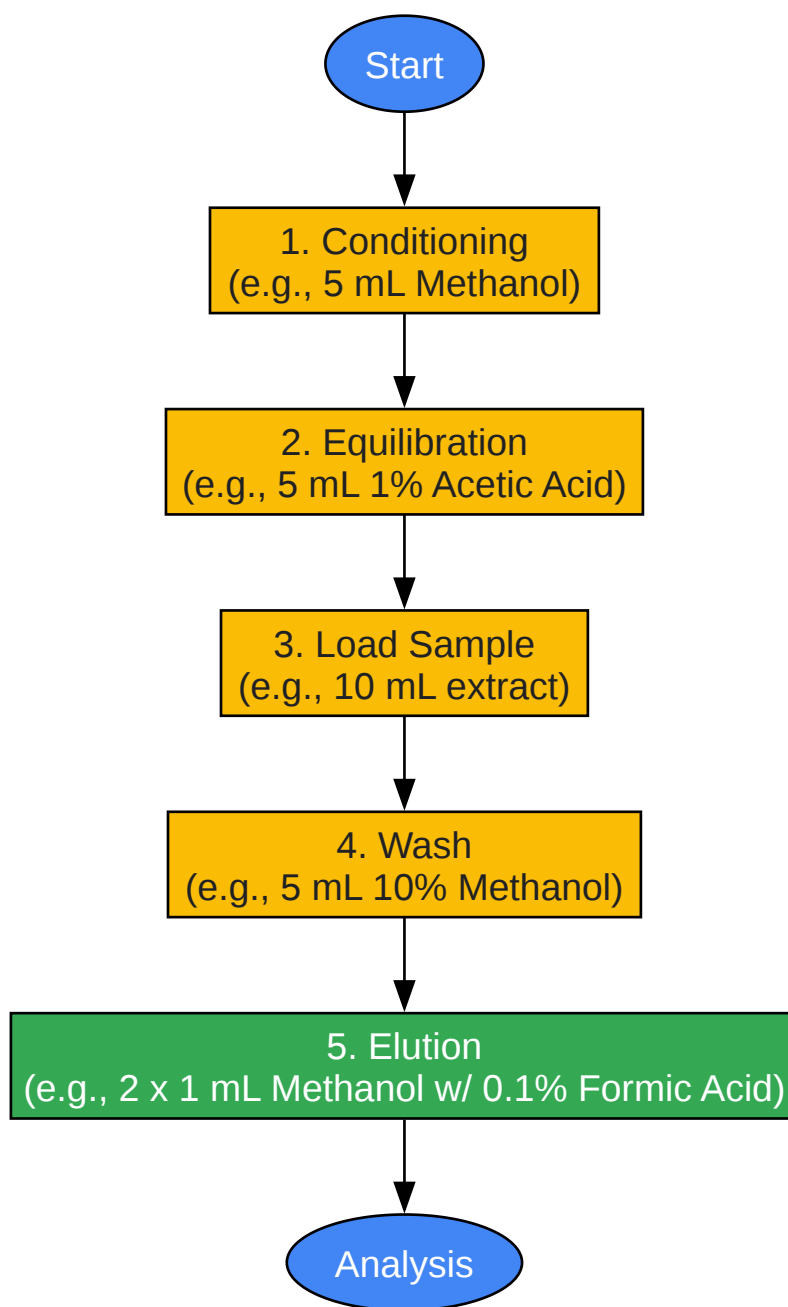 Start
1. Conditioning
(e.g., 5 mL Methanol)
2. Equilibration
(e.g., 5 mL 1% Acetic Acid)
3. Load Sample
(e.g., 10 mL extract)
4. Wash
(e.g., 5 mL 10% Methanol)
5. Elution
(e.g., 2 x 1 mL Methanol w/ 0.1% Formic Acid)
Analysis